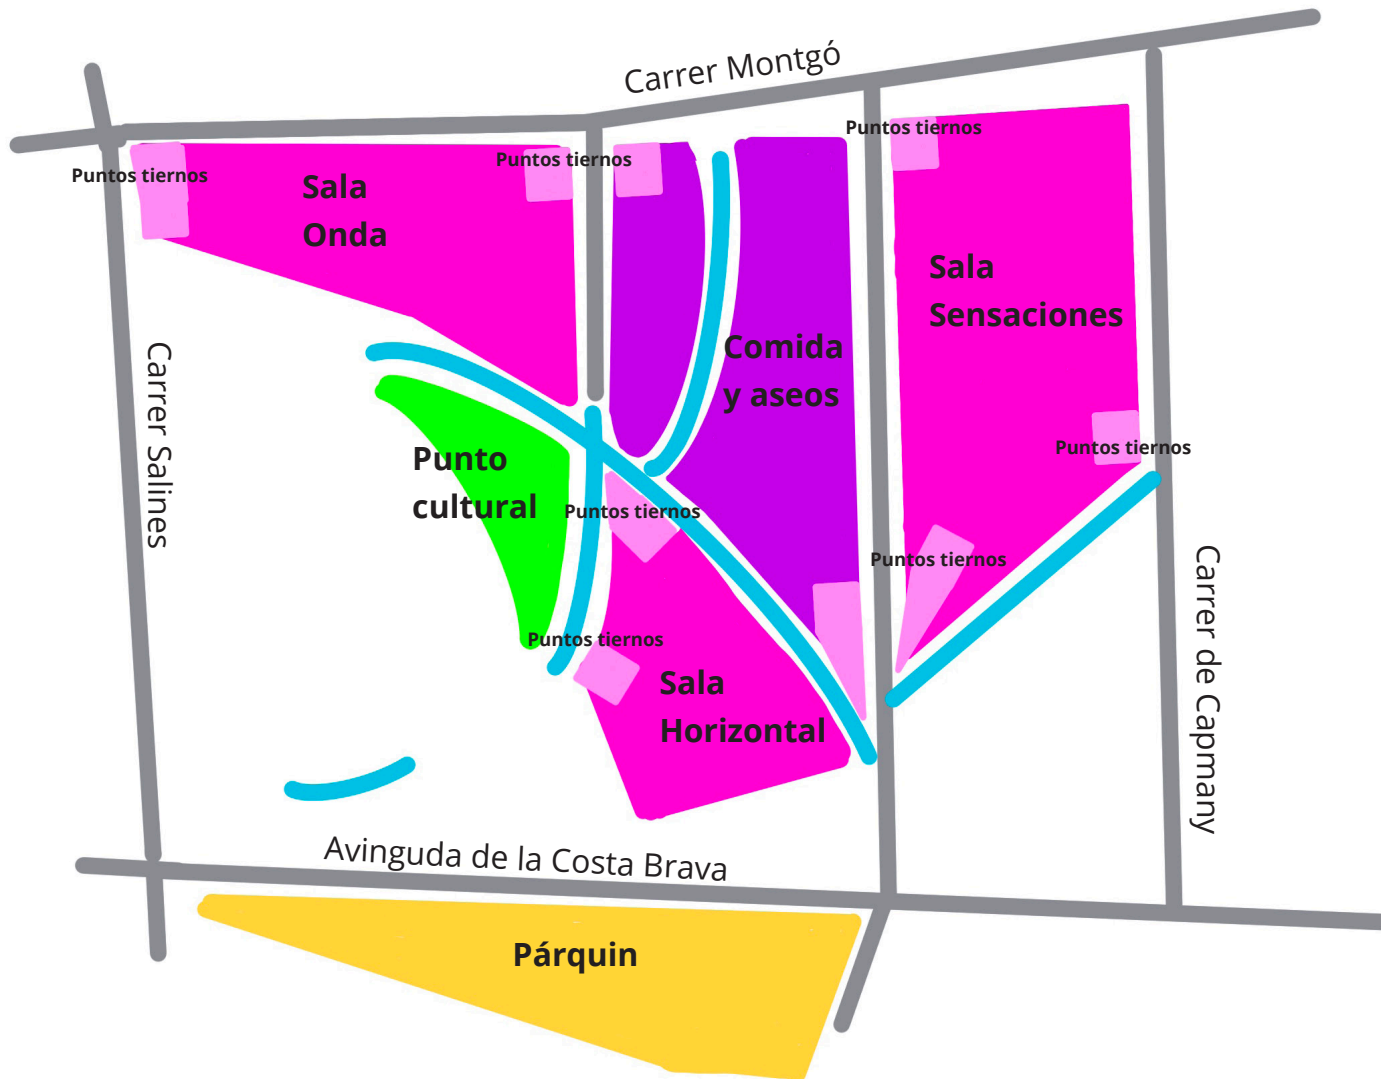 Carrer Montgó
Puntos tiernos
Puntos tiernos
Puntos tiernos
Sala
Onda
Sala
Sensaciones
Comida
y aseos
Carrer Salines
Puntos tiernos
Punto
cultural
Puntos tiernos
Puntos tiernos
Carrer de Capmany
Puntos tiernos
Sala
Horizontal
Avinguda de la Costa Brava
Párquin